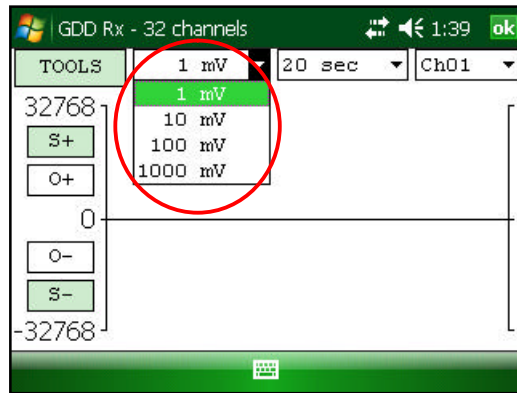 GDD Rx - 32 channels 1:39 ok
TOOLS 1 mV 20 sec Ch01
1 mV
10 mV
100 mV
1000 mV
32768
S+
O+
0
O-
S-
-32768